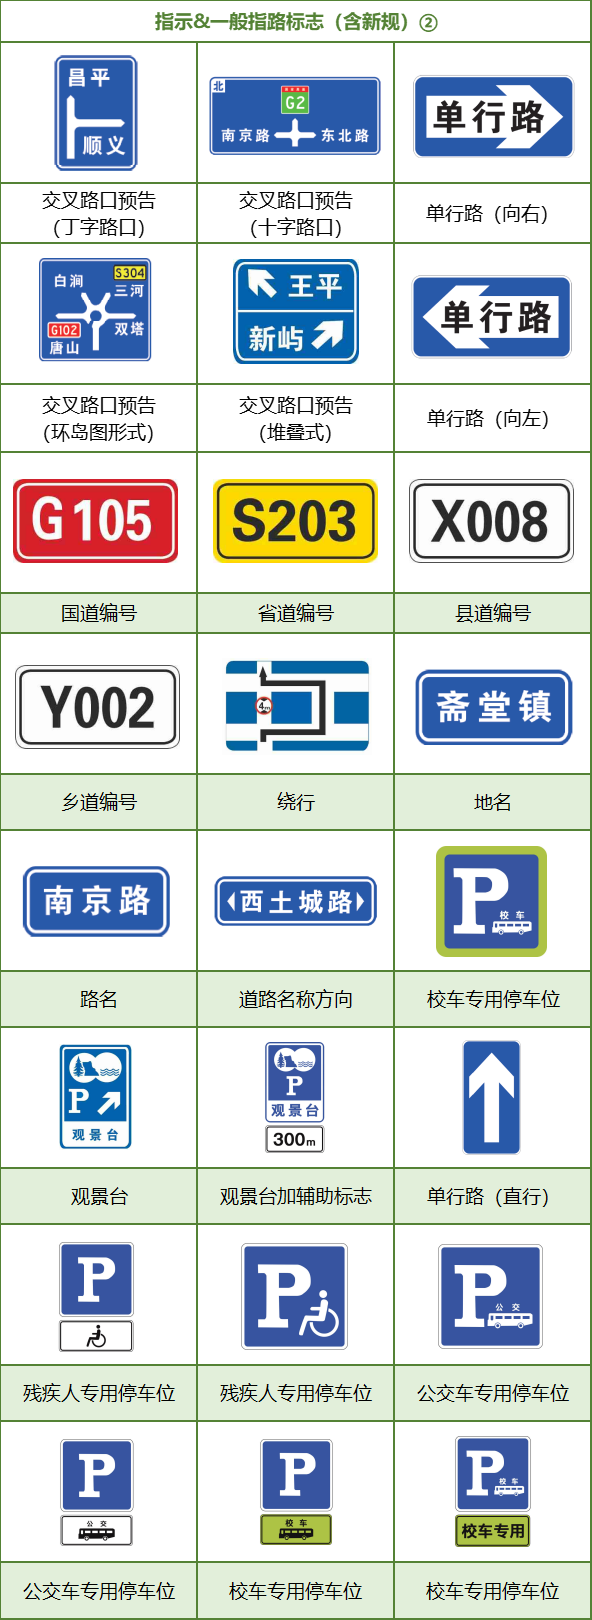 指示&一般指路标志（含新规）②
昌平
顺义
北
G2
南京路
东北路
单行路
交叉路口预告
（丁字路口）
交叉路口预告
（十字路口）
单行路（向右）
白涧
S304
三河
G102
唐山
双塔
王平
新屿
单行路
交叉路口预告
（环岛图形式）
交叉路口预告
（堆叠式）
单行路（向左）
G105
S203
X008
国道编号
省道编号
县道编号
Y002
4m
斋堂镇
乡道编号
绕行
地名
南京路
西土城路
P
校车
路名
道路名称方向
校车专用停车位
P
观景台
P
观景台
300m
观景台
观景台加辅助标志
单行路（直行）
P
P
P
公交
残疾人专用停车位
残疾人专用停车位
公交车专用停车位
P
公交
P
校车
P
校车
校车专用
公交车专用停车位
校车专用停车位
校车专用停车位